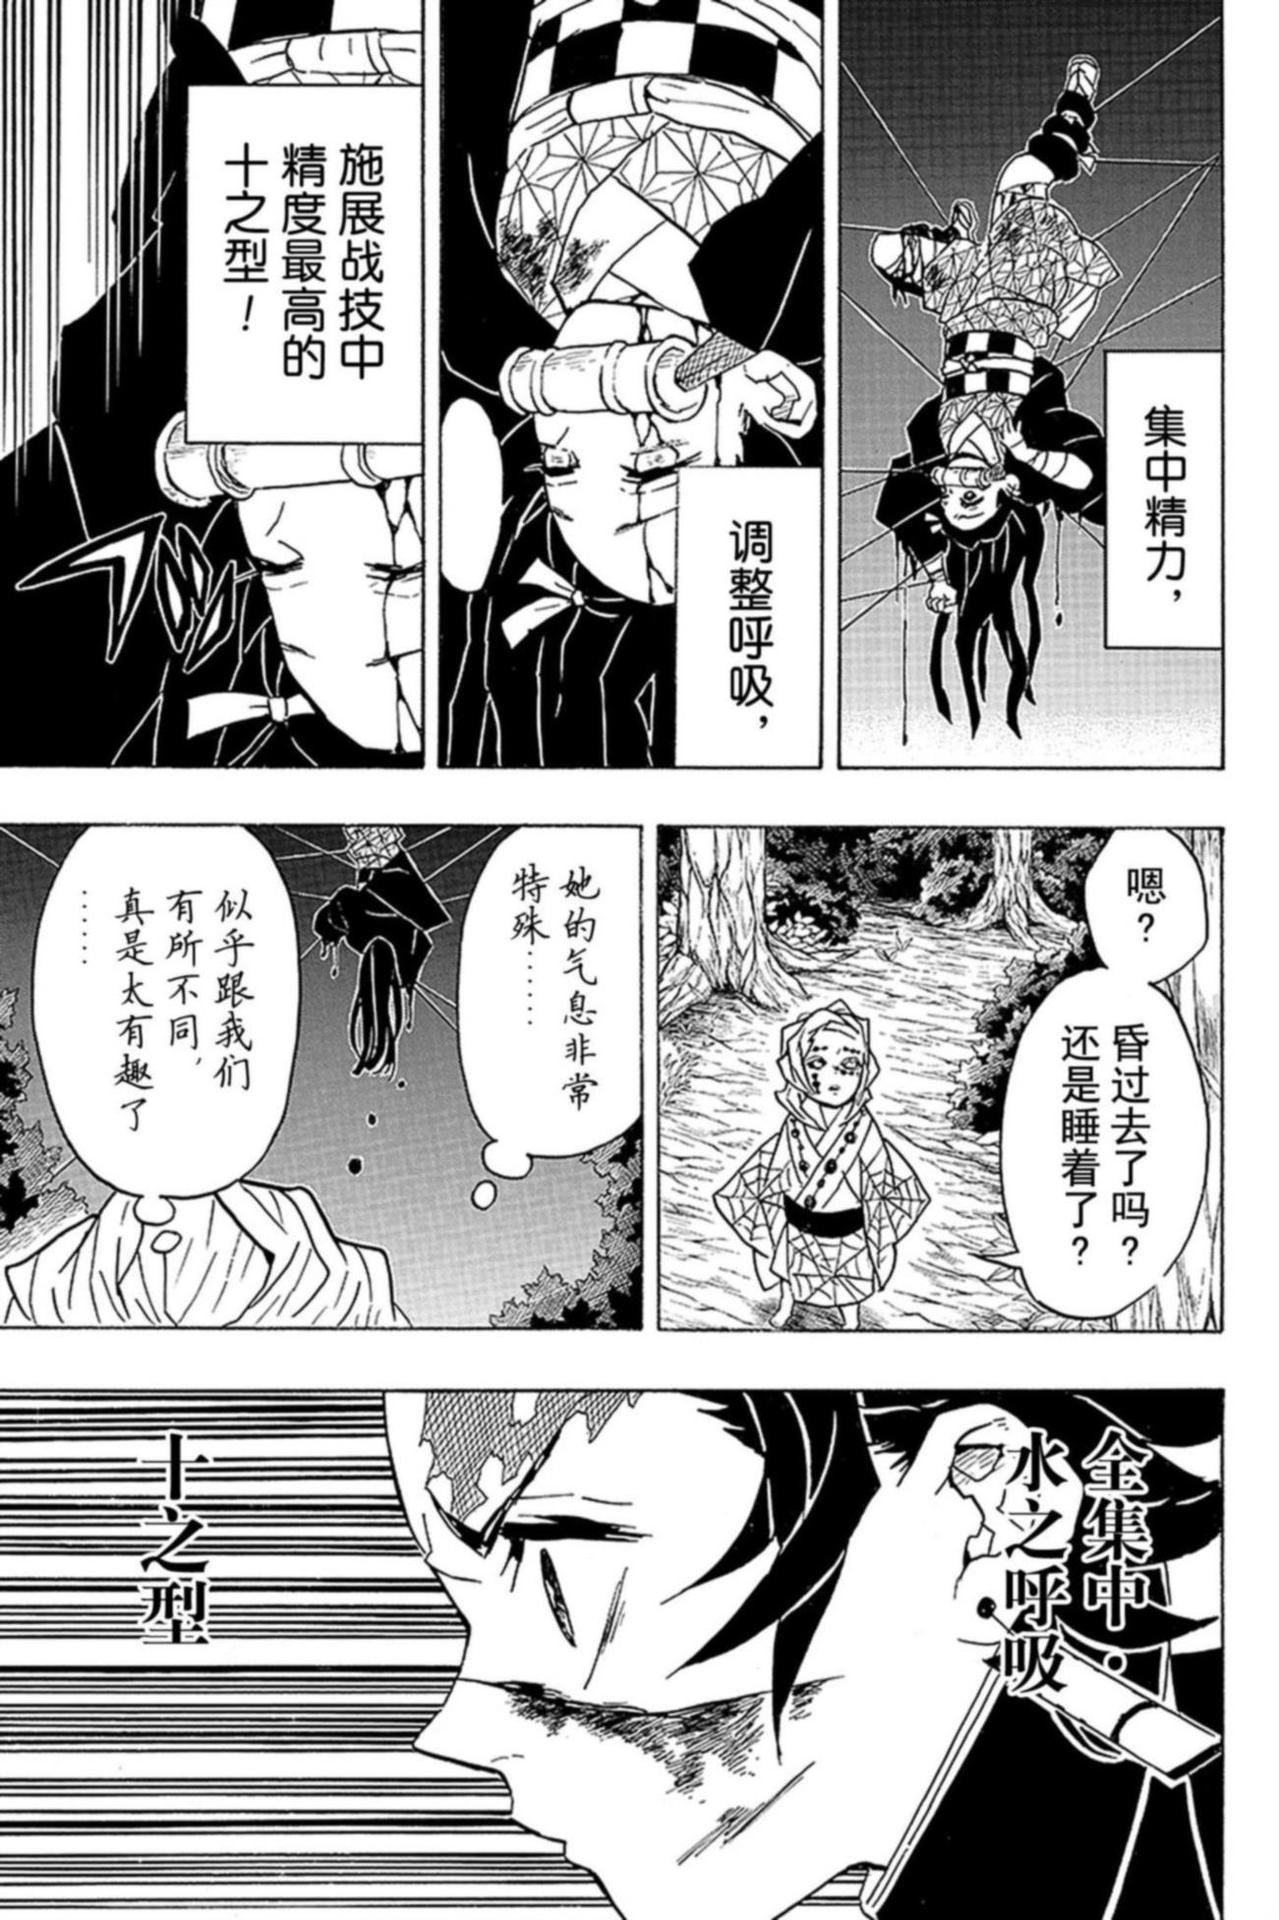 集中精力，
调整呼吸，
施展战技中
精度最高的
十之型！
嗯？
昏过去了吗？
还是睡着了？
她的气息非常
特殊……
似乎跟我们
有所不同，
真是太有趣了
……
全集中·
水之呼吸
十之型